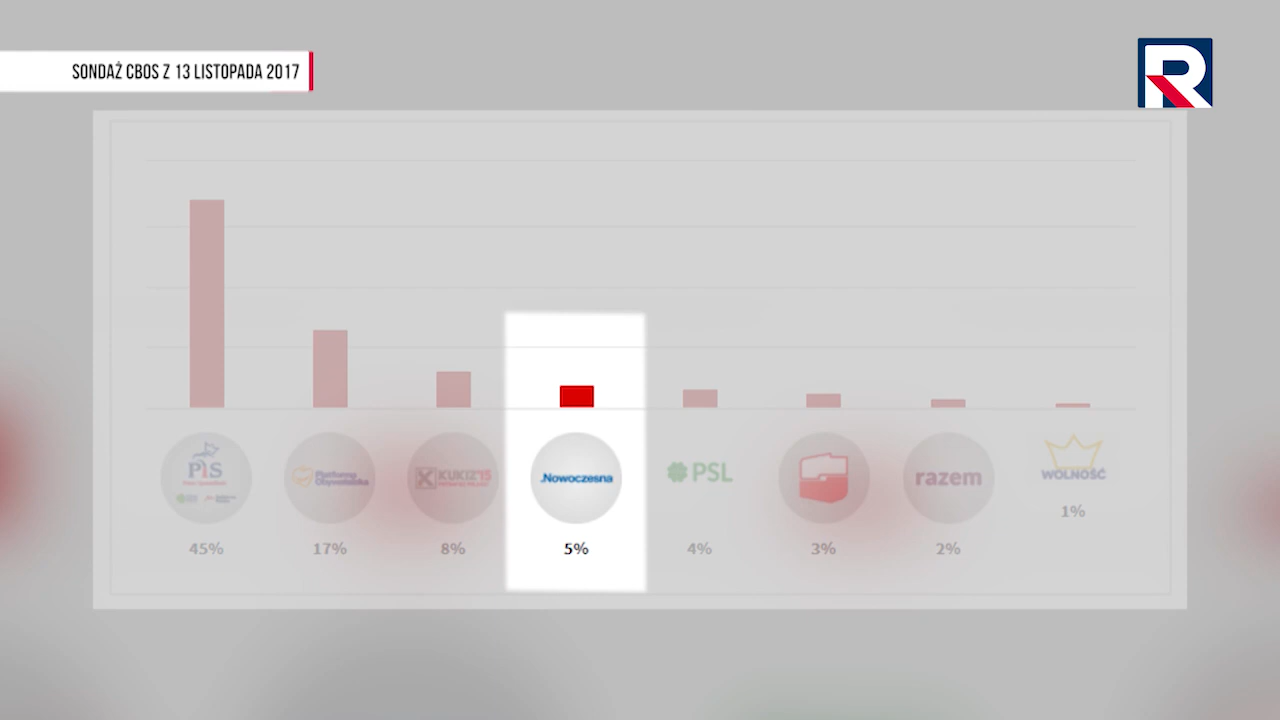 SONDAŻ CBOS Z 13 LISTOPADA 2017
R
PiS
Platforma
Obywatelska
KUKIZ'15
.Nowoczesna
PSL
razem
WOLNOŚĆ
45%
17%
8%
5%
4%
3%
2%
1%